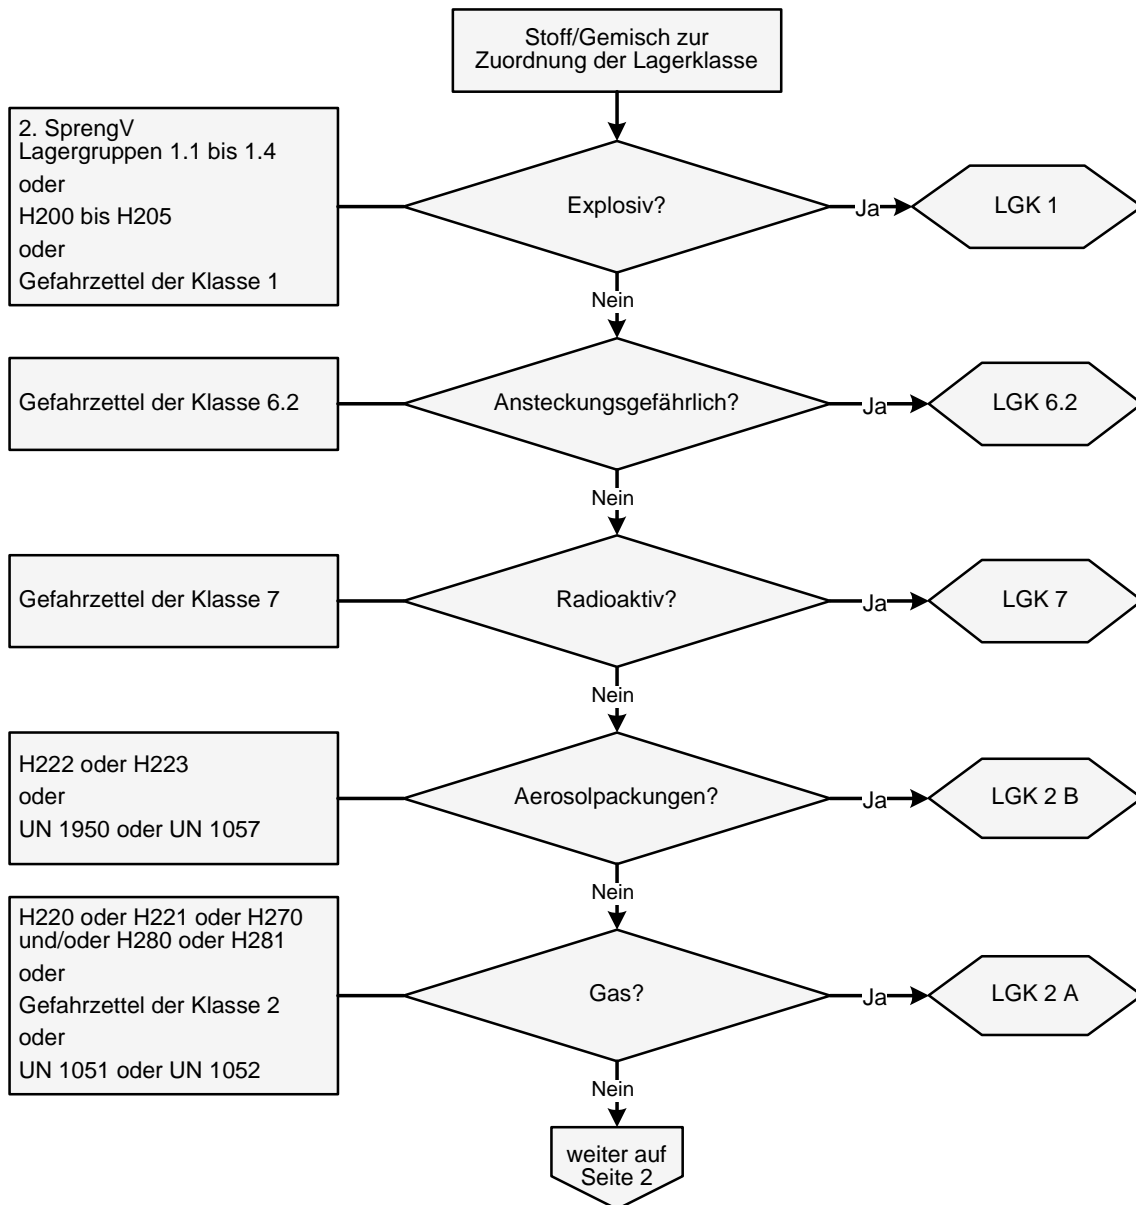 Stoff/Gemisch zur
Zuordnung der Lagerklasse
2. SprengV
Lagergruppen 1.1 bis 1.4
oder
H200 bis H205
oder
Gefahrzettel der Klasse 1
Explosiv?
Ja
LGK 1
Nein
Gefahrzettel der Klasse 6.2
Ansteckungsgefährlich?
Ja
LGK 6.2
Nein
Gefahrzettel der Klasse 7
Radioaktiv?
Ja
LGK 7
Nein
H222 oder H223
oder
UN 1950 oder UN 1057
Aerosolpackungen?
Ja
LGK 2 B
Nein
H220 oder H221 oder H270
und/oder H280 oder H281
oder
Gefahrzettel der Klasse 2
oder
UN 1051 oder UN 1052
Gas?
Ja
LGK 2 A
Nein
weiter auf
Seite 2